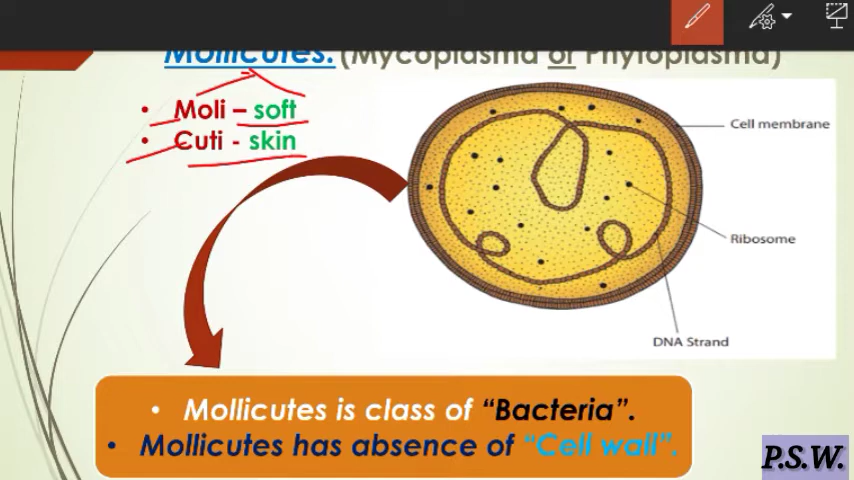 Mollicutes: (Mycoplasma or Phytoplasma)
• Moli – soft
• Cuti - skin
Cell membrane
Ribosome
DNA Strand
• Mollicutes is class of “Bacteria”.
• Mollicutes has absence of “Cell wall”.
P.S.W.